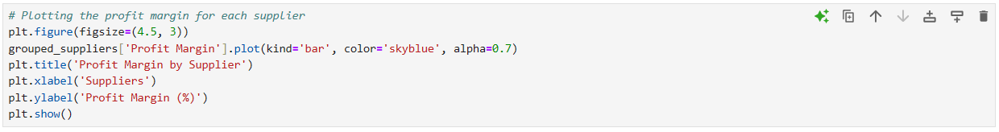 # Plotting the profit margin for each supplier
plt.figure(figsize=(4.5, 3))
grouped_suppliers['Profit Margin'].plot(kind='bar', color='skyblue', alpha=0.7)
plt.title('Profit Margin by Supplier')
plt.xlabel('Suppliers')
plt.ylabel('Profit Margin (%)')
plt.show()